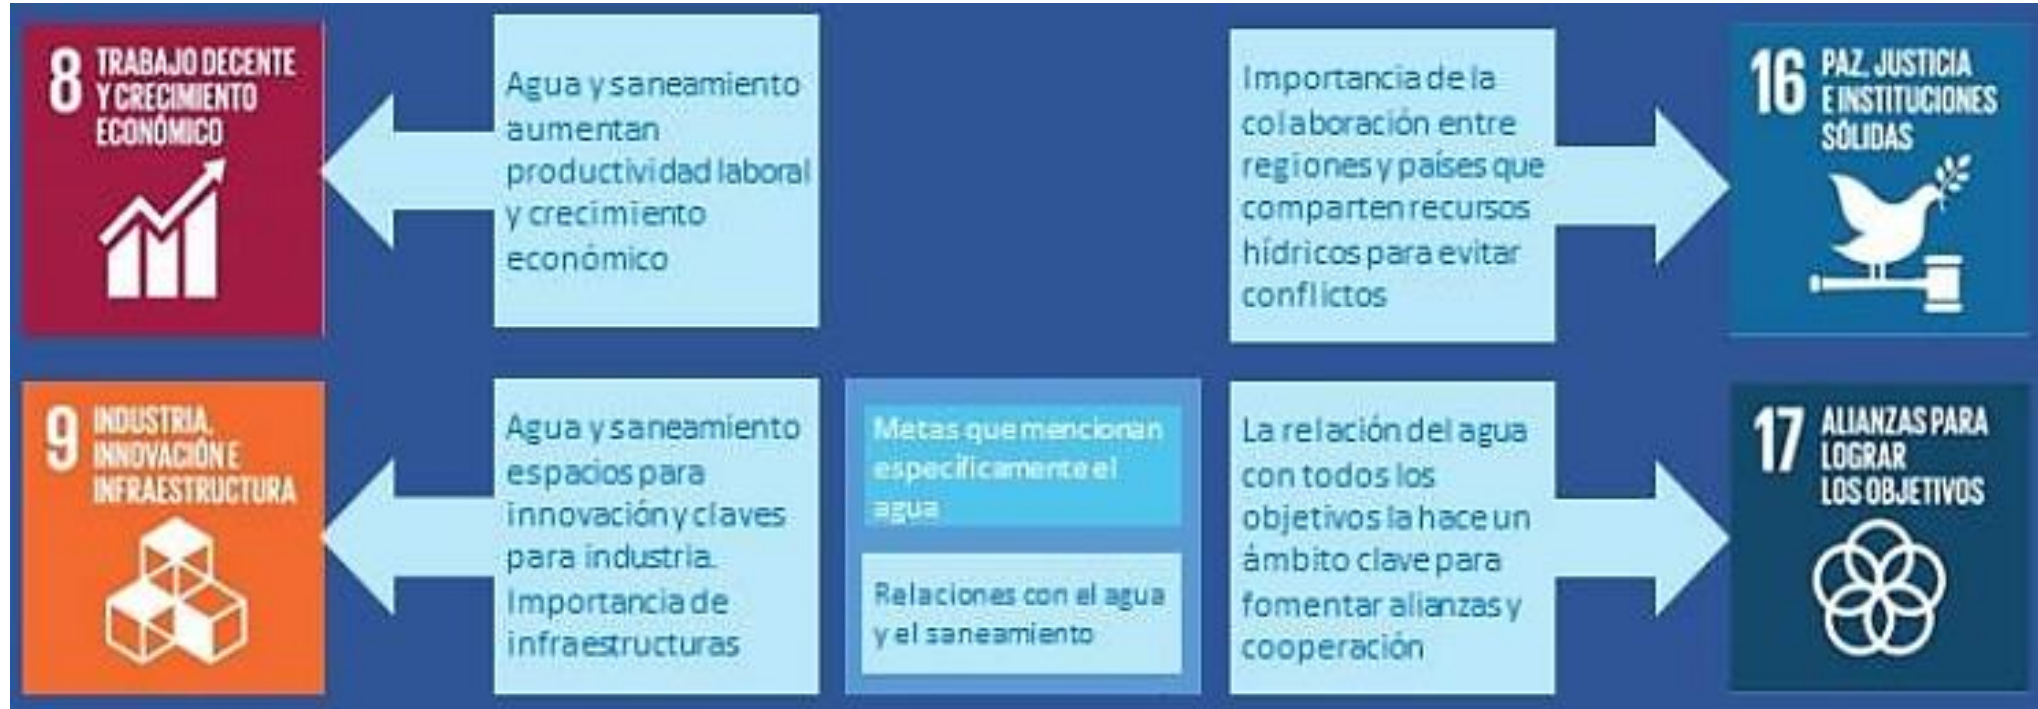 8 TRABAJO DECENTE
Y CRECIMIENTO
ECONÓMICO
Agua y saneamiento
aumentan
productividad laboral
y crecimiento
económico
Importancia de la
colaboración entre
regiones y países que
comparten recursos
hídricos para evitar
conflictos
16 PAZ, JUSTICIA
E INSTITUCIONES
SÓLIDAS
9 INDUSTRIA,
INNOVACIÓN E
INFRAESTRUCTURA
Agua y saneamiento
espacios para
innovación y claves
para industria.
Importancia de
infraestructuras
Metas que mencionan
específicamente el
agua
Relaciones con el agua
y el saneamiento
La relación del agua
con todos los
objetivos la hace un
ámbito clave para
fomentar alianzas y
cooperación
17 ALIANZAS PARA
LOGRAR
LOS OBJETIVOS